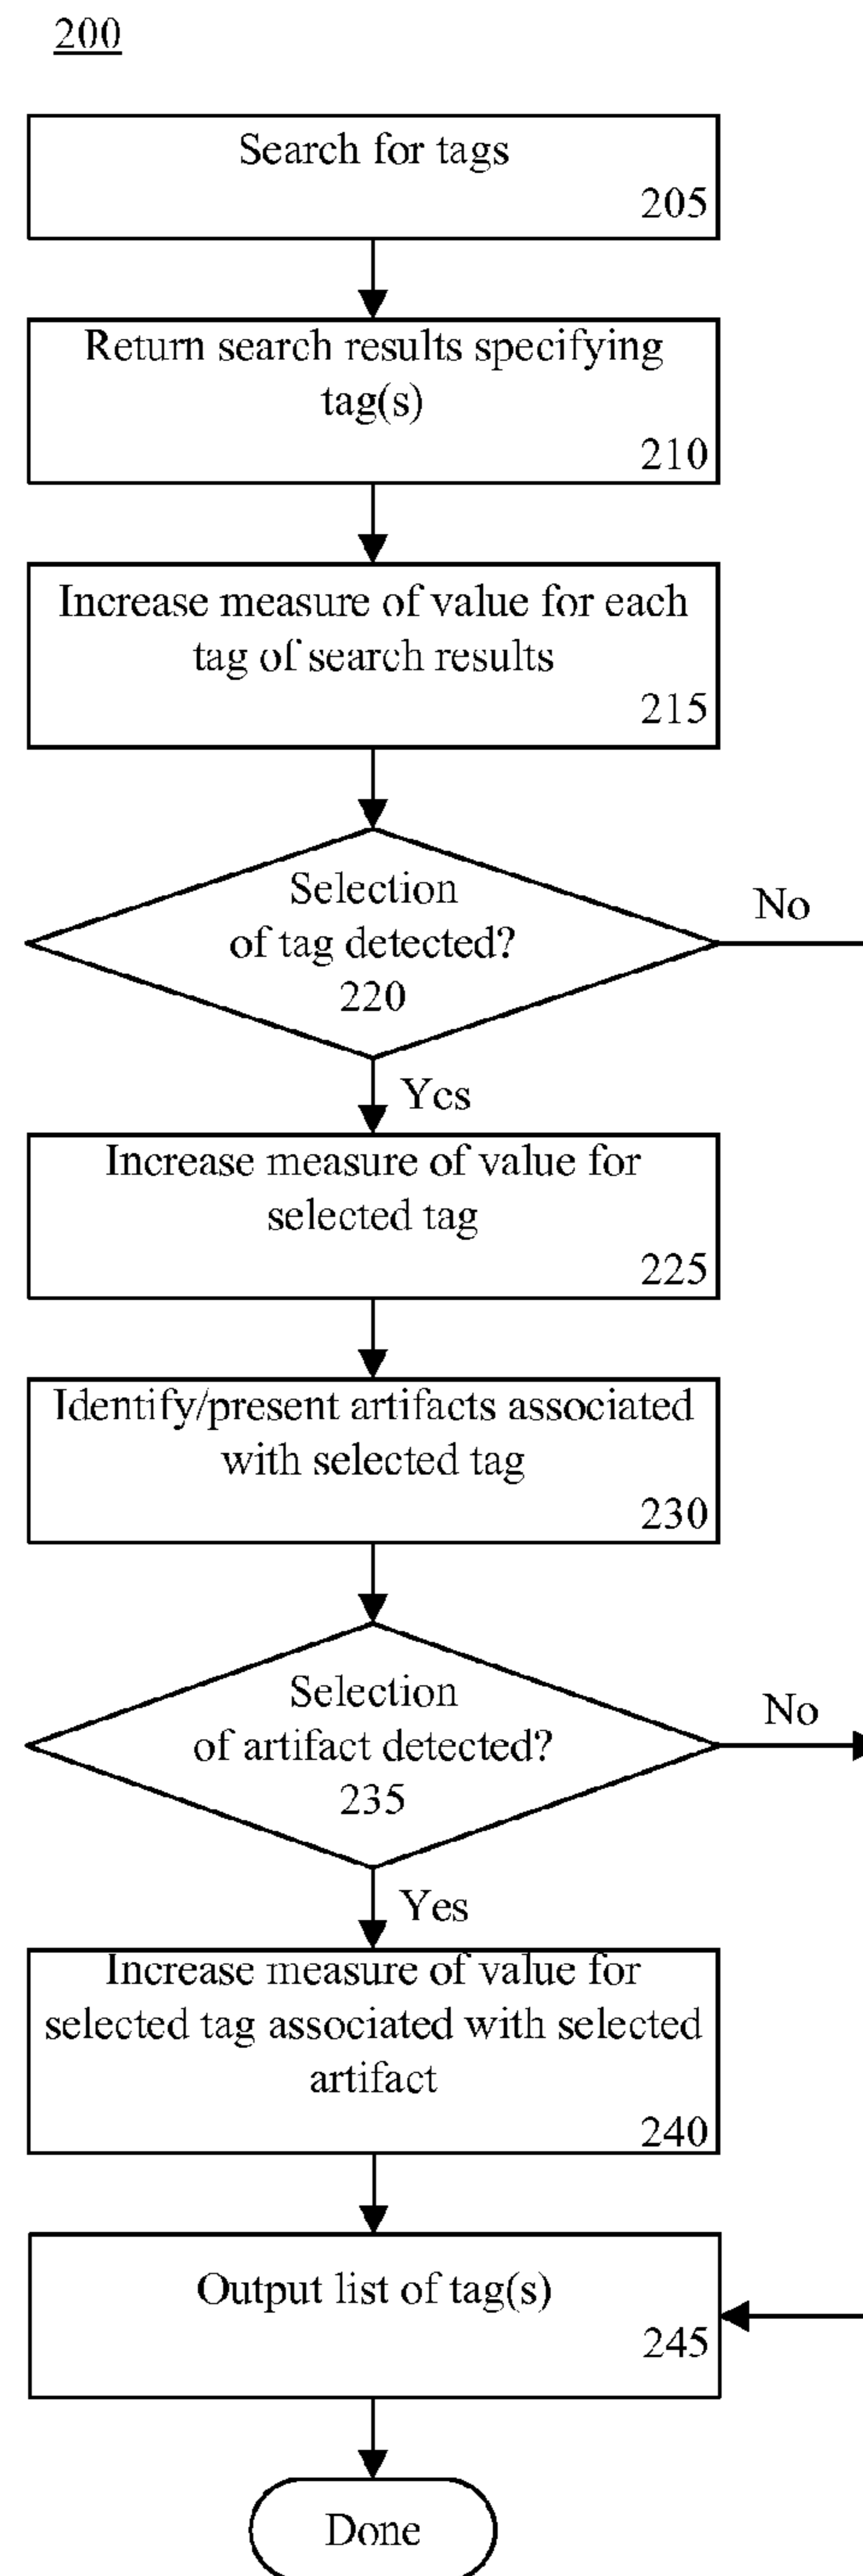 200
Search for tags
205
Return search results specifying
tag(s)
210
Increase measure of value for each
tag of search results
215
Selection
of tag detected?
220
No
Yes
Increase measure of value for
selected tag
225
Identify/present artifacts associated
with selected tag
230
Selection
of artifact detected?
235
No
Yes
Increase measure of value for
selected tag associated with selected
artifact
240
Output list of tag(s)
245
Done